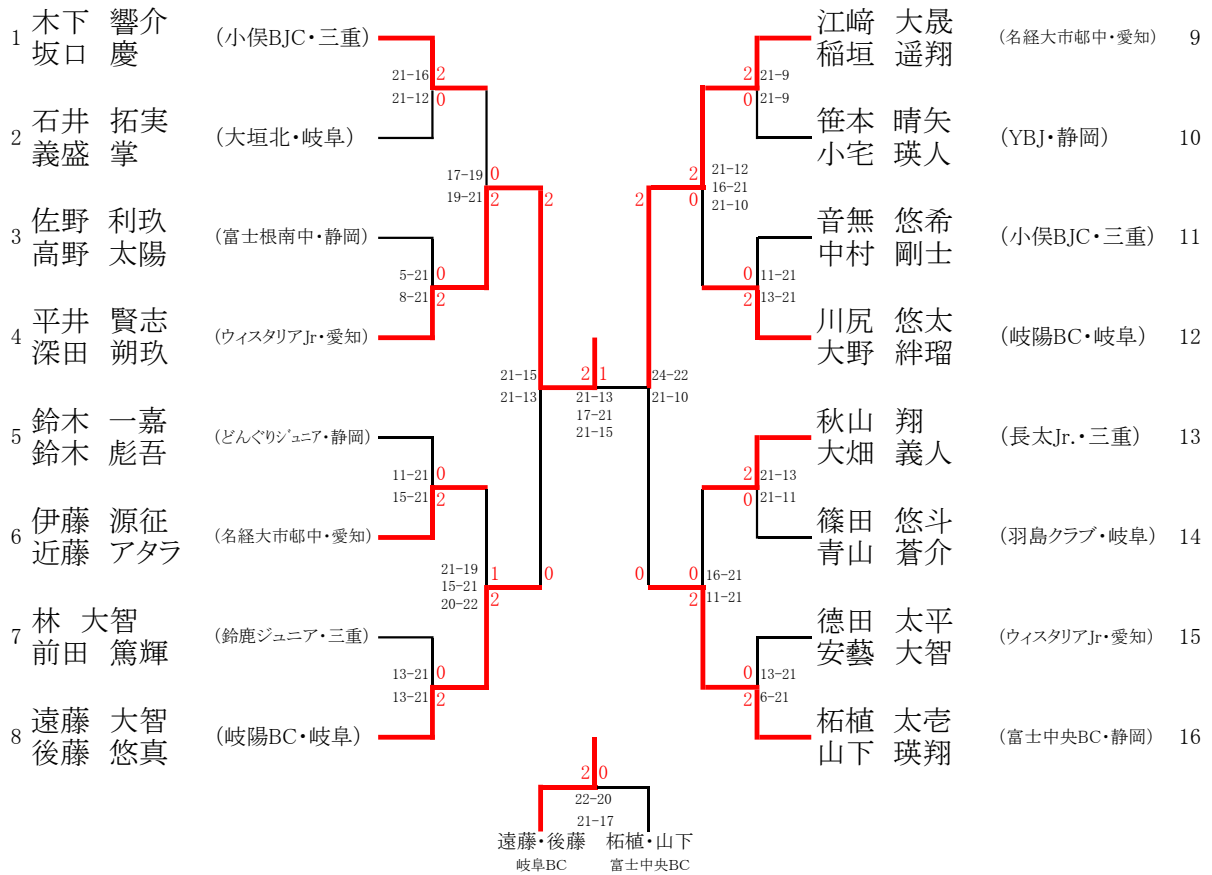 1 木下 響介
坂口 慶
(小俣BJC・三重)
21-16 2
21-12 0
2 石井 拓実
義盛 掌
(大垣北・岐阜)
17-19 0
19-21 2
2
3 佐野 利玖
高野 太陽
(富士根南中・静岡)
5-21 0
8-21 2
4 平井 賢志
深田 朔玖
(ウィスタリアJr・愛知)
21-15
21-13
5 鈴木 一嘉
鈴木 彪吾
(どんぐりジュニア・静岡)
11-21 0
15-21 2
6 伊藤 源征
近藤 アタラ
(名経大市邨中・愛知)
21-19 1
15-21
20-22 2
0
7 林 大智
前田 篤輝
(鈴鹿ジュニア・三重)
13-21 0
13-21 2
8 遠藤 大智
後藤 悠真
(岐陽BC・岐阜)
2 1
21-13
17-21
21-15
江﨑 大晟
稲垣 遥翔
(名経大市邨中・愛知) 9
2 21-9
0 21-9
笹本 晴矢
小宅 瑛人
(YBJ・静岡) 10
2
2 21-12
16-21
0 21-10
音無 悠希
中村 剛士
(小俣BJC・三重) 11
0 11-21
2 13-21
川尻 悠太
大野 絆瑠
(岐陽BC・岐阜) 12
24-22
21-10
秋山 翔
大畑 義人
(長太Jr.・三重) 13
2 21-13
0 21-11
篠田 悠斗
青山 蒼介
(羽島クラブ・岐阜) 14
0
0 16-21
2 11-21
德田 太平
安藝 大智
(ウィスタリアJr・愛知) 15
0 13-21
2 6-21
柘植 太壱
山下 瑛翔
(富士中央BC・静岡) 16
2 0
22-20
21-17
遠藤・後藤 柘植・山下
岐阜BC 富士中央BC